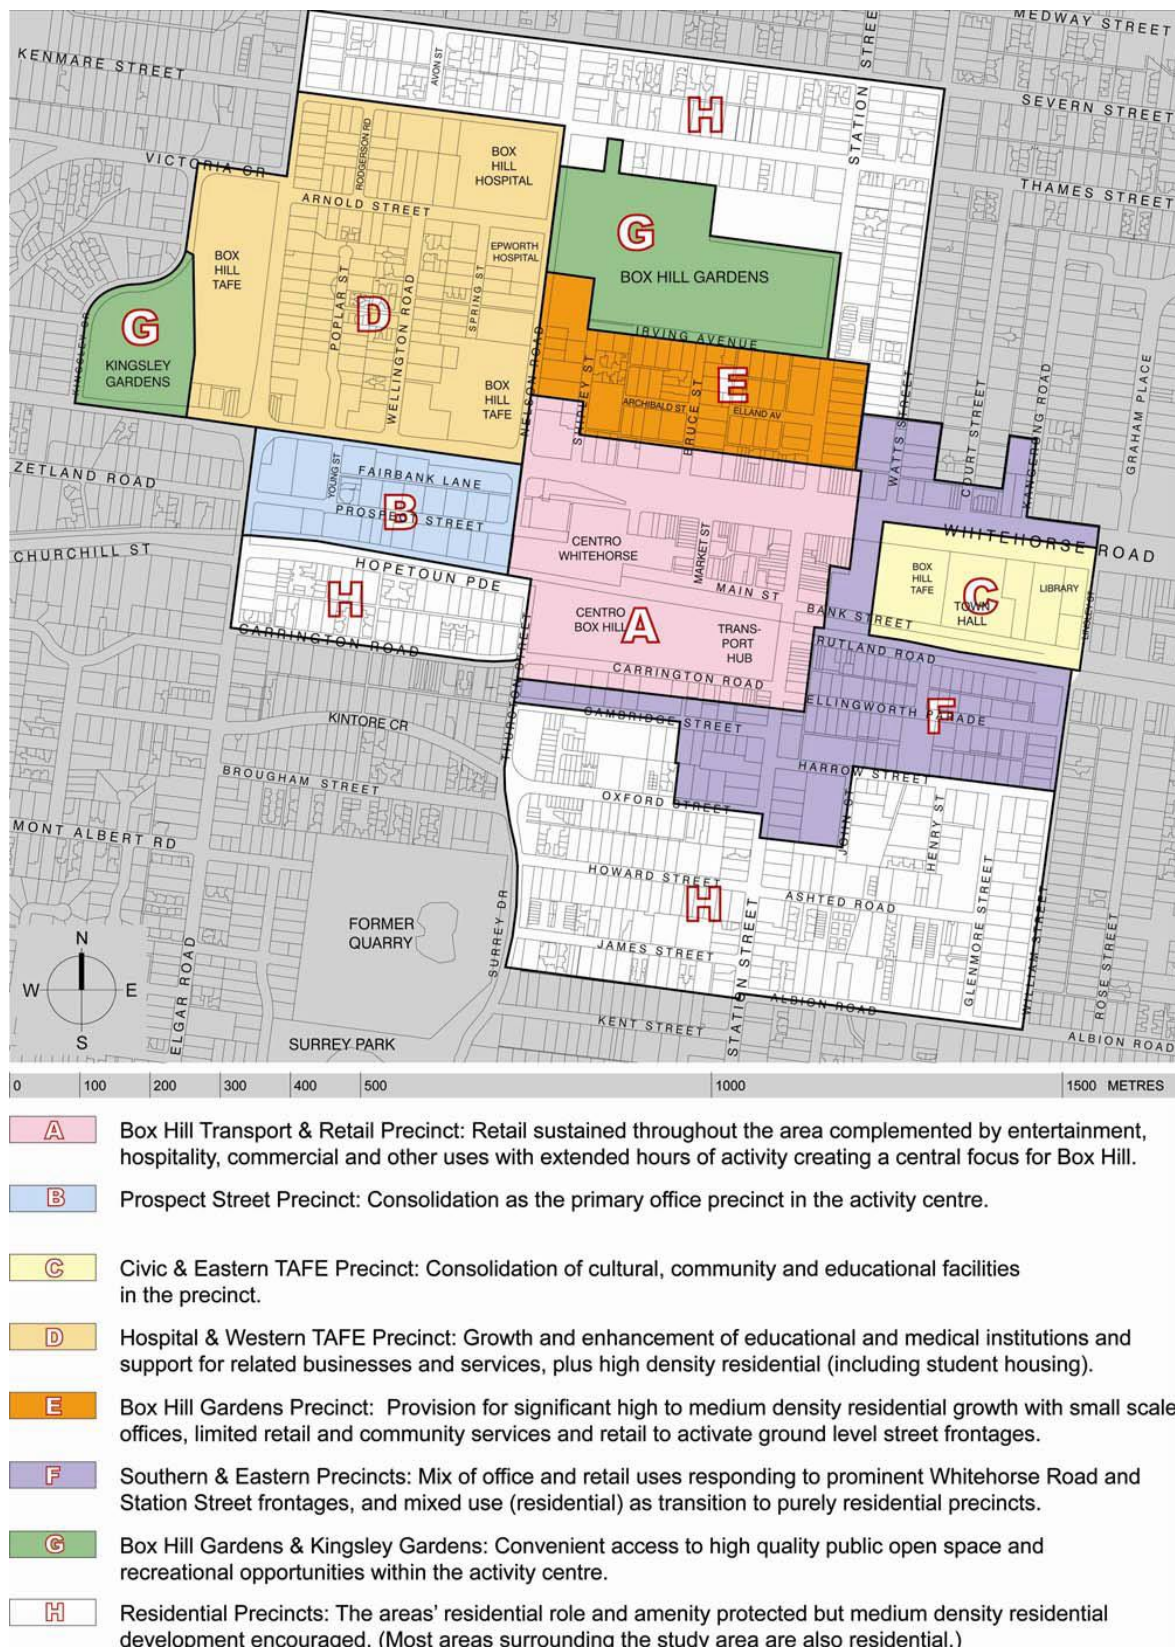 MEDWAY STREET
KENMARE STREET
AVON ST
STATION STREET
SEVERN STREET
H
VICTORIA CR
RODGERSON RD
BOX
HILL
HOSPITAL
THAMES STREET
ARNOLD STREET
G
BOX
HILL
TAFE
EPWORTH
HOSPITAL
BOX HILL GARDENS
POPLAR ST
D
WELLINGTON ROAD
SPRING ST
G
KINGSLEY
GARDENS
IRVING AVENUE
NELSON ROAD
E
SHIPLEY ST
ARCHIBALD ST
BRUCE ST
ELLAND AV
BOX
HILL
TAFE
WATTS STREET
COURT STREET
KANGERONG ROAD
GRAHAM PLACE
ZETLAND ROAD
YOUNG ST
FAIRBANK LANE
B
PROSPECT STREET
CHURCHILL ST
HOPETOUN PDE
CENTRO
WHITEHORSE
MARKET ST
MAIN ST
WHITEHORSE ROAD
BOX
HILL
TAFE
C
LIBRARY
TOWN
HALL
H
CENTRO
BOX HILL
A
TRANS-
PORT
HUB
BANK STREET
RUTLAND ROAD
CARRINGTON ROAD
CARRINGTON ROAD
THURSTON STREET
ELLINGWORTH PARADE
F
KINTORE CR
CAMBRIDGE STREET
BROUGHAM STREET
HARROW STREET
OXFORD STREET
JOHN ST
HENRY ST
MONT ALBERT RD
HOWARD STREET
H
ASHTED ROAD
FORMER
QUARRY
SURREY DR
JAMES STREET
STATION STREET
GLENMORE STREET
WILLIAM STREET
ROSE STREET
N
W E
S
ELGAR ROAD
ALBION ROAD
KENT STREET
ALBION ROAD
SURREY PARK
0 100 200 300 400 500 1000 1500 METRES
A Box Hill Transport & Retail Precinct: Retail sustained throughout the area complemented by entertainment,
hospitality, commercial and other uses with extended hours of activity creating a central focus for Box Hill.
B Prospect Street Precinct: Consolidation as the primary office precinct in the activity centre.
C Civic & Eastern TAFE Precinct: Consolidation of cultural, community and educational facilities
in the precinct.
D Hospital & Western TAFE Precinct: Growth and enhancement of educational and medical institutions and
support for related businesses and services, plus high density residential (including student housing).
E Box Hill Gardens Precinct: Provision for significant high to medium density residential growth with small scale
offices, limited retail and community services and retail to activate ground level street frontages.
F Southern & Eastern Precincts: Mix of office and retail uses responding to prominent Whitehorse Road and
Station Street frontages, and mixed use (residential) as transition to purely residential precincts.
G Box Hill Gardens & Kingsley Gardens: Convenient access to high quality public open space and
recreational opportunities within the activity centre.
H Residential Precincts: The areas' residential role and amenity protected but medium density residential
development encouraged. (Most areas surrounding the study area are also residential.)